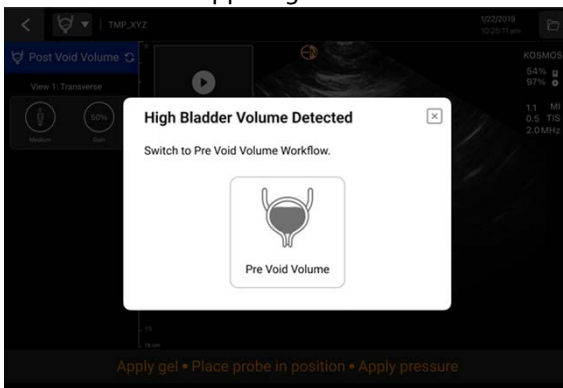 TMP_XYZ
1/22/2019
10:25:11 pm
Post Void Volume
KOSMOS
54%
97%
View 1: Transverse
50%
Medium
Gain
1.1 MI
0.5 TIS
2.0MHz
High Bladder Volume Detected
Switch to Pre Void Volume Workflow.
Pre Void Volume
Apply gel • Place probe in position • Apply pressure